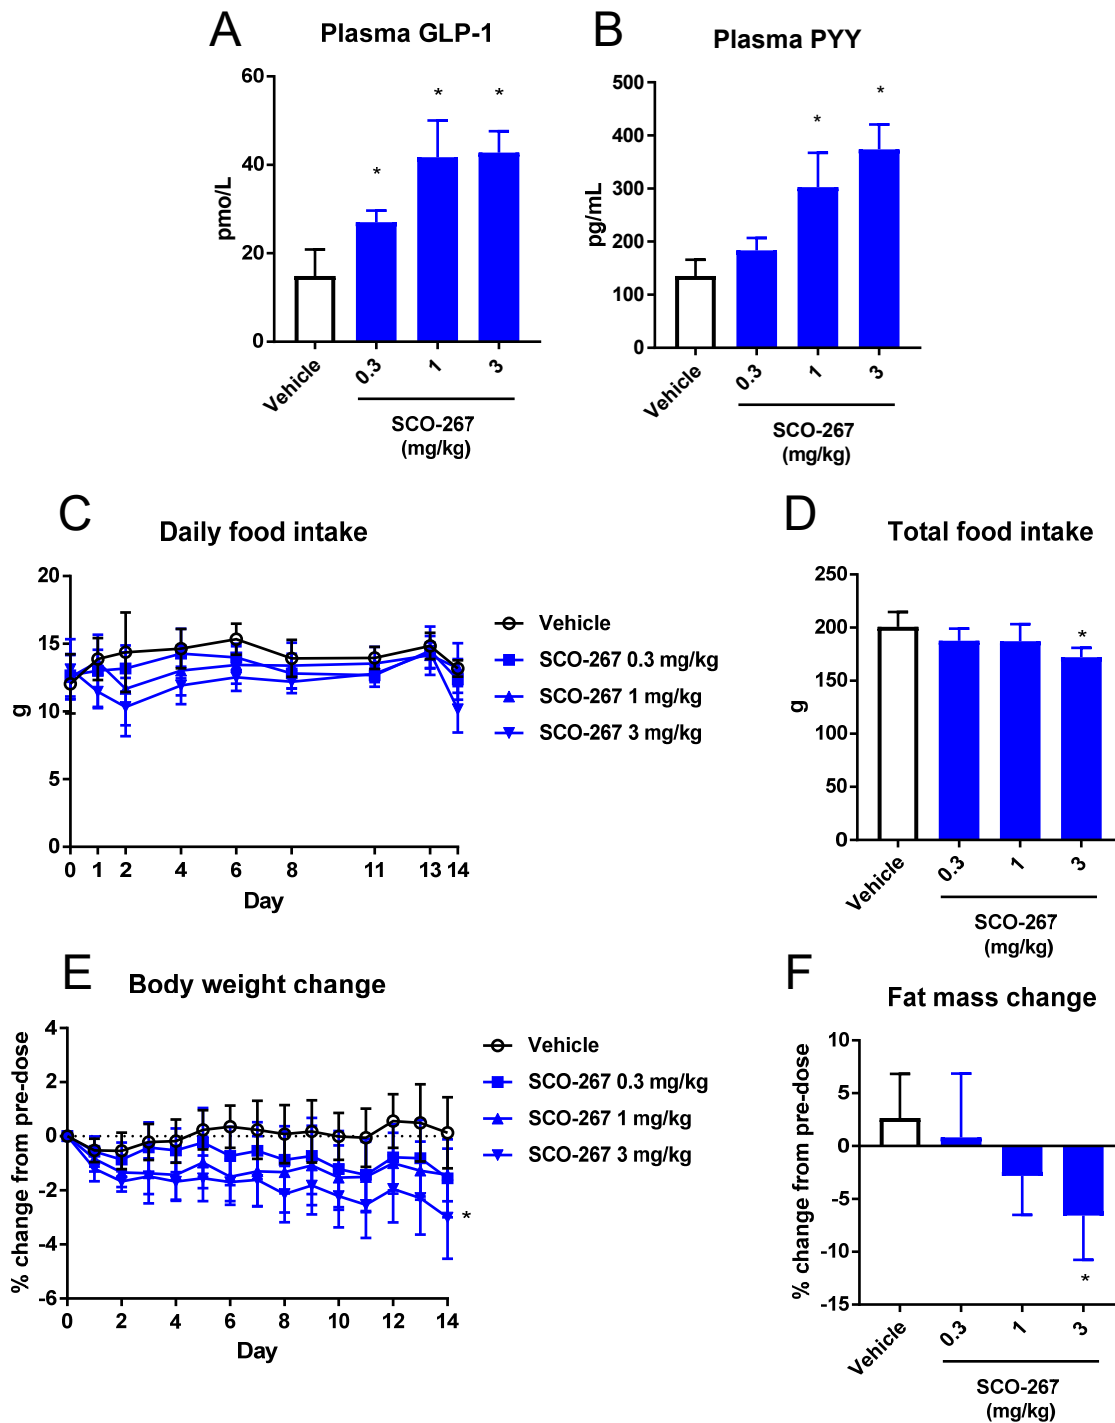 A
Plasma GLP-1
pmo/L
60
40
20
0
*
*
*
Vehicle
0.3
1
3
SCO-267
(mg/kg)
B
Plasma PYY
pg/mL
500
400
300
200
100
0
*
*
Vehicle
0.3
1
3
SCO-267
(mg/kg)
C
Daily food intake
g
20
15
10
5
0
0 1 2 4 6 8 11 13 14
Day
Vehicle
SCO-267 0.3 mg/kg
SCO-267 1 mg/kg
SCO-267 3 mg/kg
D
Total food intake
g
250
200
150
100
50
0
*
Vehicle
0.3
1
3
SCO-267
(mg/kg)
E
Body weight change
% change from pre-dose
4
2
0
-2
-4
-6
*
0 2 4 6 8 10 12 14
Day
Vehicle
SCO-267 0.3 mg/kg
SCO-267 1 mg/kg
SCO-267 3 mg/kg
F
Fat mass change
% change from pre-dose
10
5
0
-5
-10
-15
*
Vehicle
0.3
1
3
SCO-267
(mg/kg)